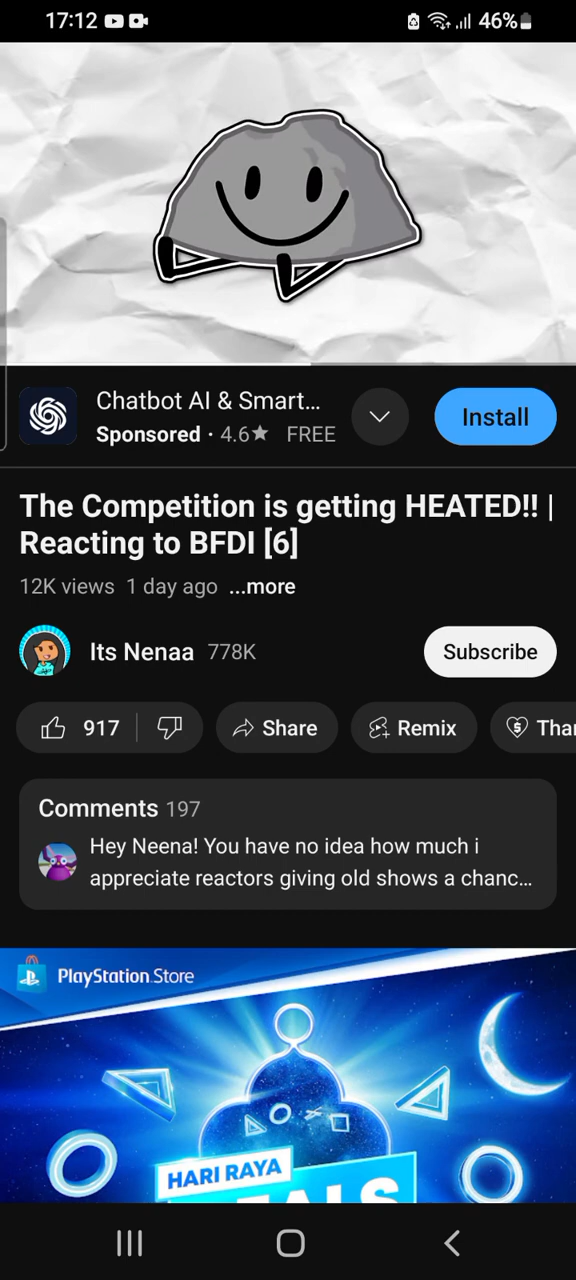 17:12
46%
Chatbot AI & Smart...
Sponsored · 4.6★ FREE
Install
The Competition is getting HEATED!! |
Reacting to BFDI [6]
12K views 1 day ago ...more
Its Nenaa 778K
Subscribe
917
Share
Remix
Than
Comments 197
Hey Neena! You have no idea how much i
appreciate reactors giving old shows a chanc...
PlayStation Store
HARI RAYA